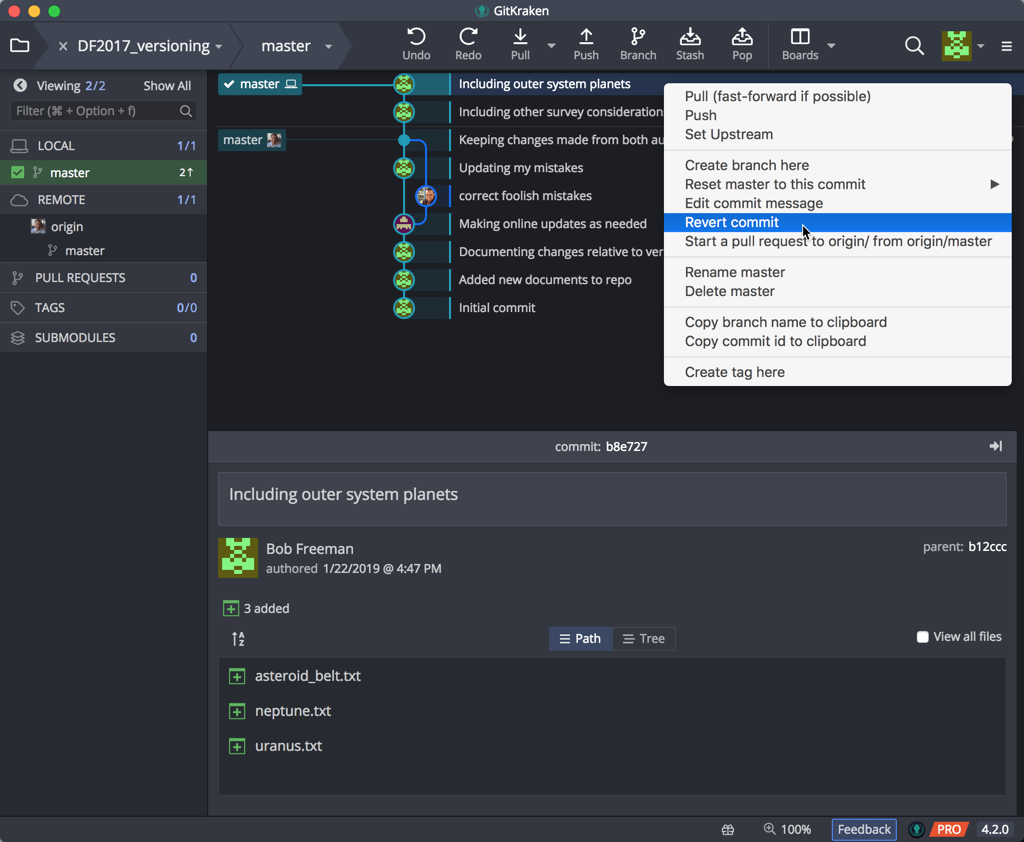 GitKraken
DF2017_versioning
master
Undo
Redo
Pull
Push
Branch
Stash
Pop
Boards
Viewing 2/2
Show All
Filter (⌘ + Option + f)
LOCAL 1/1
master 2↑
REMOTE 1/1
origin
master
PULL REQUESTS 0
TAGS 0/0
SUBMODULES 0
master
Including outer system planets
Including other survey consideration
master
Keeping changes made from both au
Updating my mistakes
correct foolish mistakes
Making online updates as needed
Documenting changes relative to ver
Added new documents to repo
Initial commit
Pull (fast-forward if possible)
Push
Set Upstream
Create branch here
Reset master to this commit
Edit commit message
Revert commit
Start a pull request to origin/ from origin/master
Rename master
Delete master
Copy branch name to clipboard
Copy commit id to clipboard
Create tag here
commit: b8e727
Including outer system planets
Bob Freeman
authored 1/22/2019 @ 4:47 PM
parent: b12ccc
3 added
A Z
Path
Tree
View all files
asteroid_belt.txt
neptune.txt
uranus.txt
100%
Feedback
PRO
4.2.0